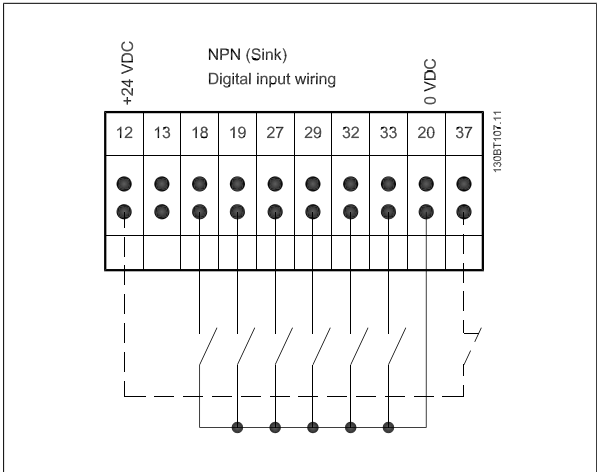 +24 VDC
NPN (Sink)
Digital input wiring
0 VDC
12 13 18 19 27 29 32 33 20 37
130BT107.11